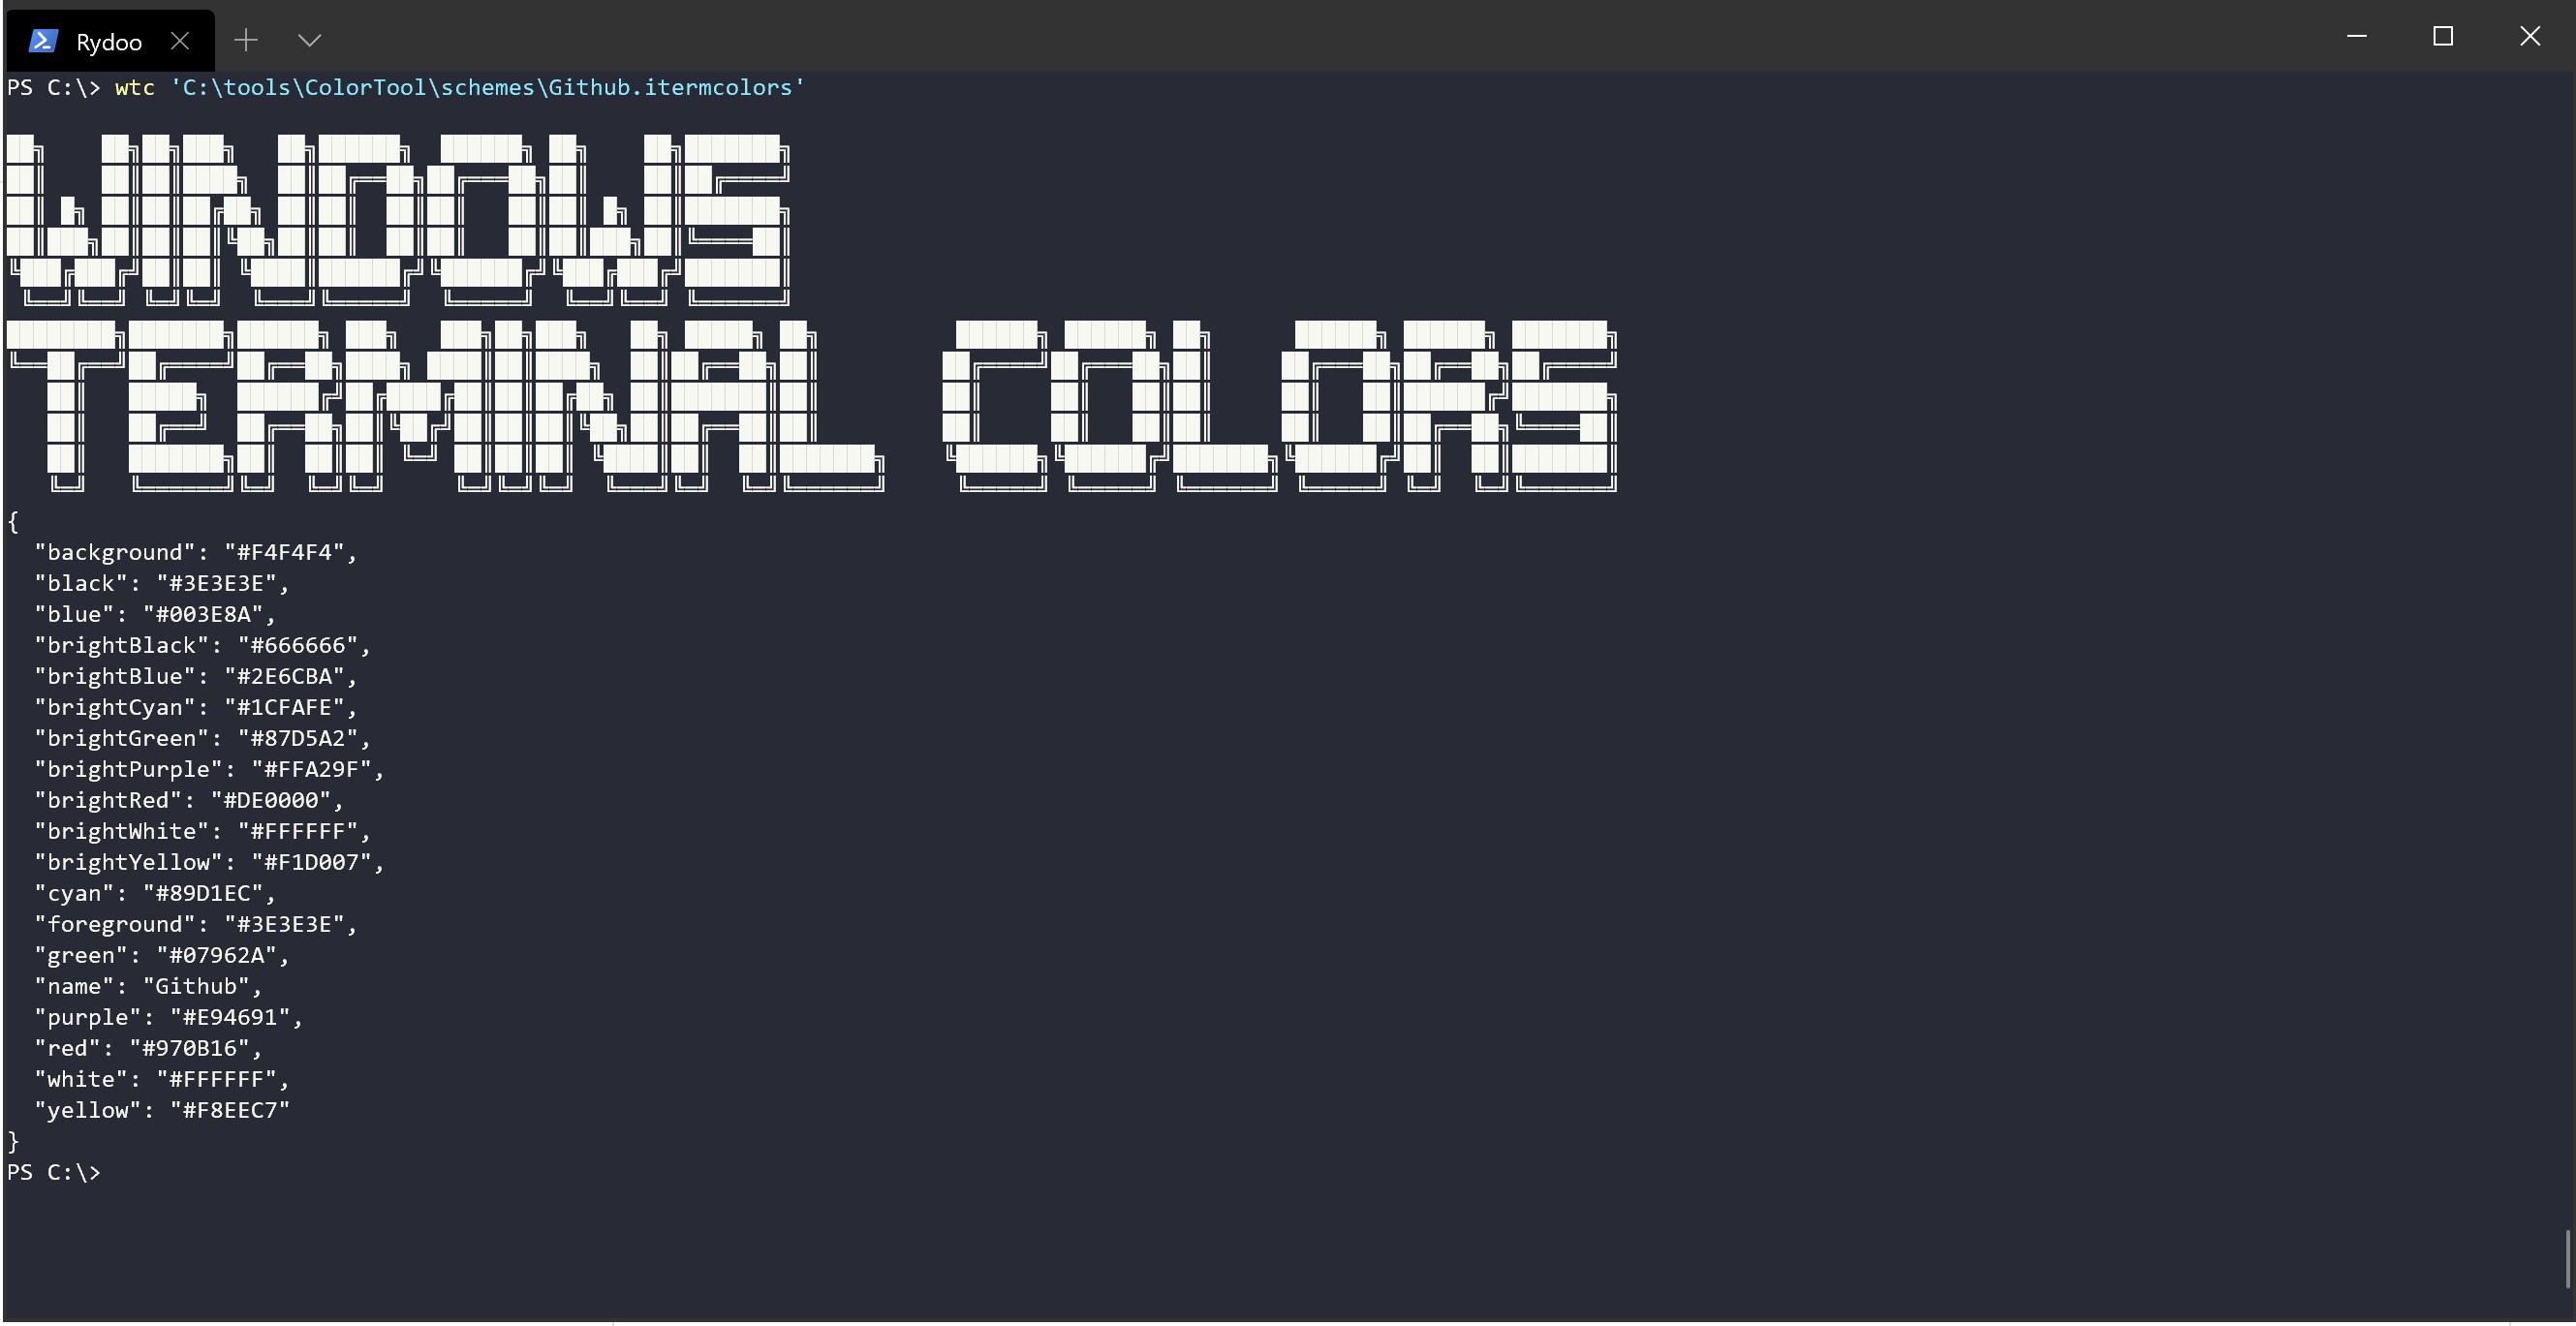 Rydoo
PS C:\> wtc 'C:\tools\ColorTool\schemes\Github.itermcolors'
WINDOWS
TERMINAL COLORS
{
"background": "#F4F4F4",
"black": "#3E3E3E",
"blue": "#003E8A",
"brightBlack": "#666666",
"brightBlue": "#2E6CBA",
"brightCyan": "#1CFAFE",
"brightGreen": "#87D5A2",
"brightPurple": "#FFA29F",
"brightRed": "#DE0000",
"brightWhite": "#FFFFFF",
"brightYellow": "#F1D007",
"cyan": "#89D1EC",
"foreground": "#3E3E3E",
"green": "#07962A",
"name": "Github",
"purple": "#E94691",
"red": "#970B16",
"white": "#FFFFFF",
"yellow": "#F8EEC7"
}
PS C:\>